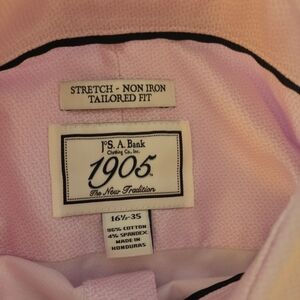 STRETCH - NON IRON
TAILORED FIT
JoS. A. Bank
Clothing Co., Inc.
1905
The New Tradition
16½-35
96% COTTON
4% SPANDEX
MADE IN
HONDURAS